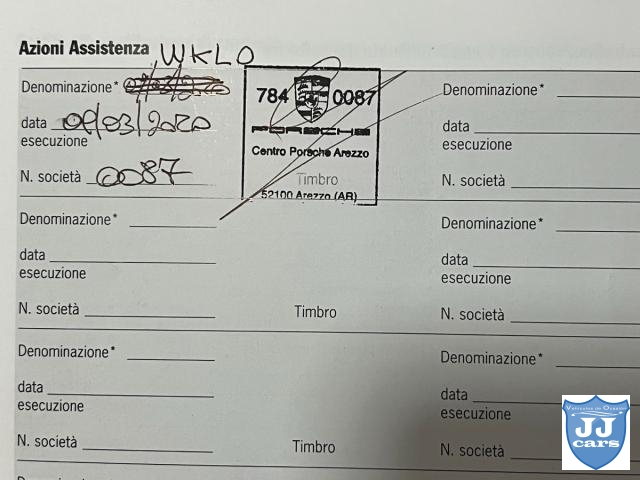 Azioni Assistenza WKLO
Denominazione*
data 09/03/2020
esecuzione
N. società 0087
784 0087
PORSCHE
Centro Porsche Arezzo
Timbro
52100 Arezzo (AR)
Denominazione*
data
esecuzione
N. società
Denominazione*
data
esecuzione
N. società Timbro
Denominazione*
data
esecuzione
N. società
Denominazione*
data
esecuzione
N. società Timbro
Denominazione*
data
esecuzione
N. società
JJ
cars